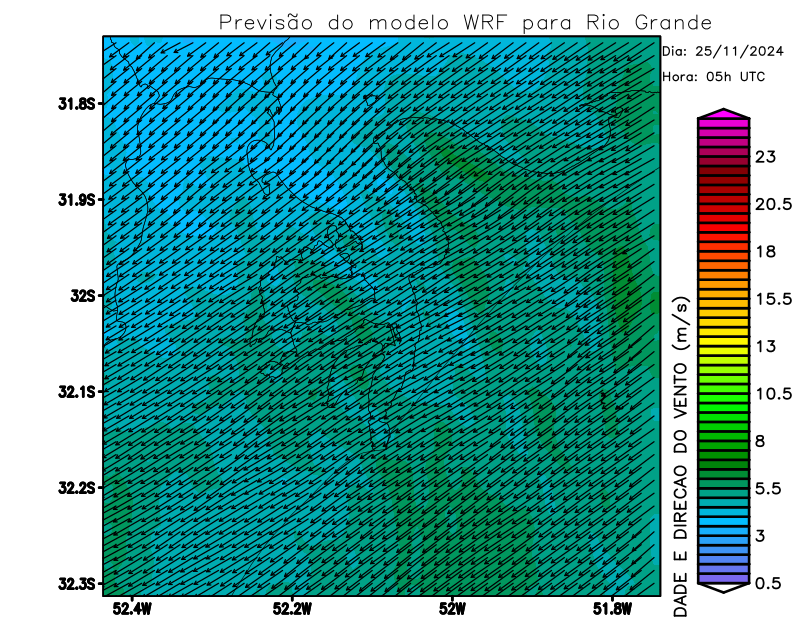 Previsão do modelo WRF para Rio Grande
Dia: 25/11/2024
Hora: 05h UTC
31.8S
31.9S
32S
32.1S
32.2S
32.3S
52.4W
52.2W
52W
51.8W
23
20.5
18
15.5
13
10.5
8
5.5
3
0.5
DADE E DIRECAO DO VENTO (m/s)